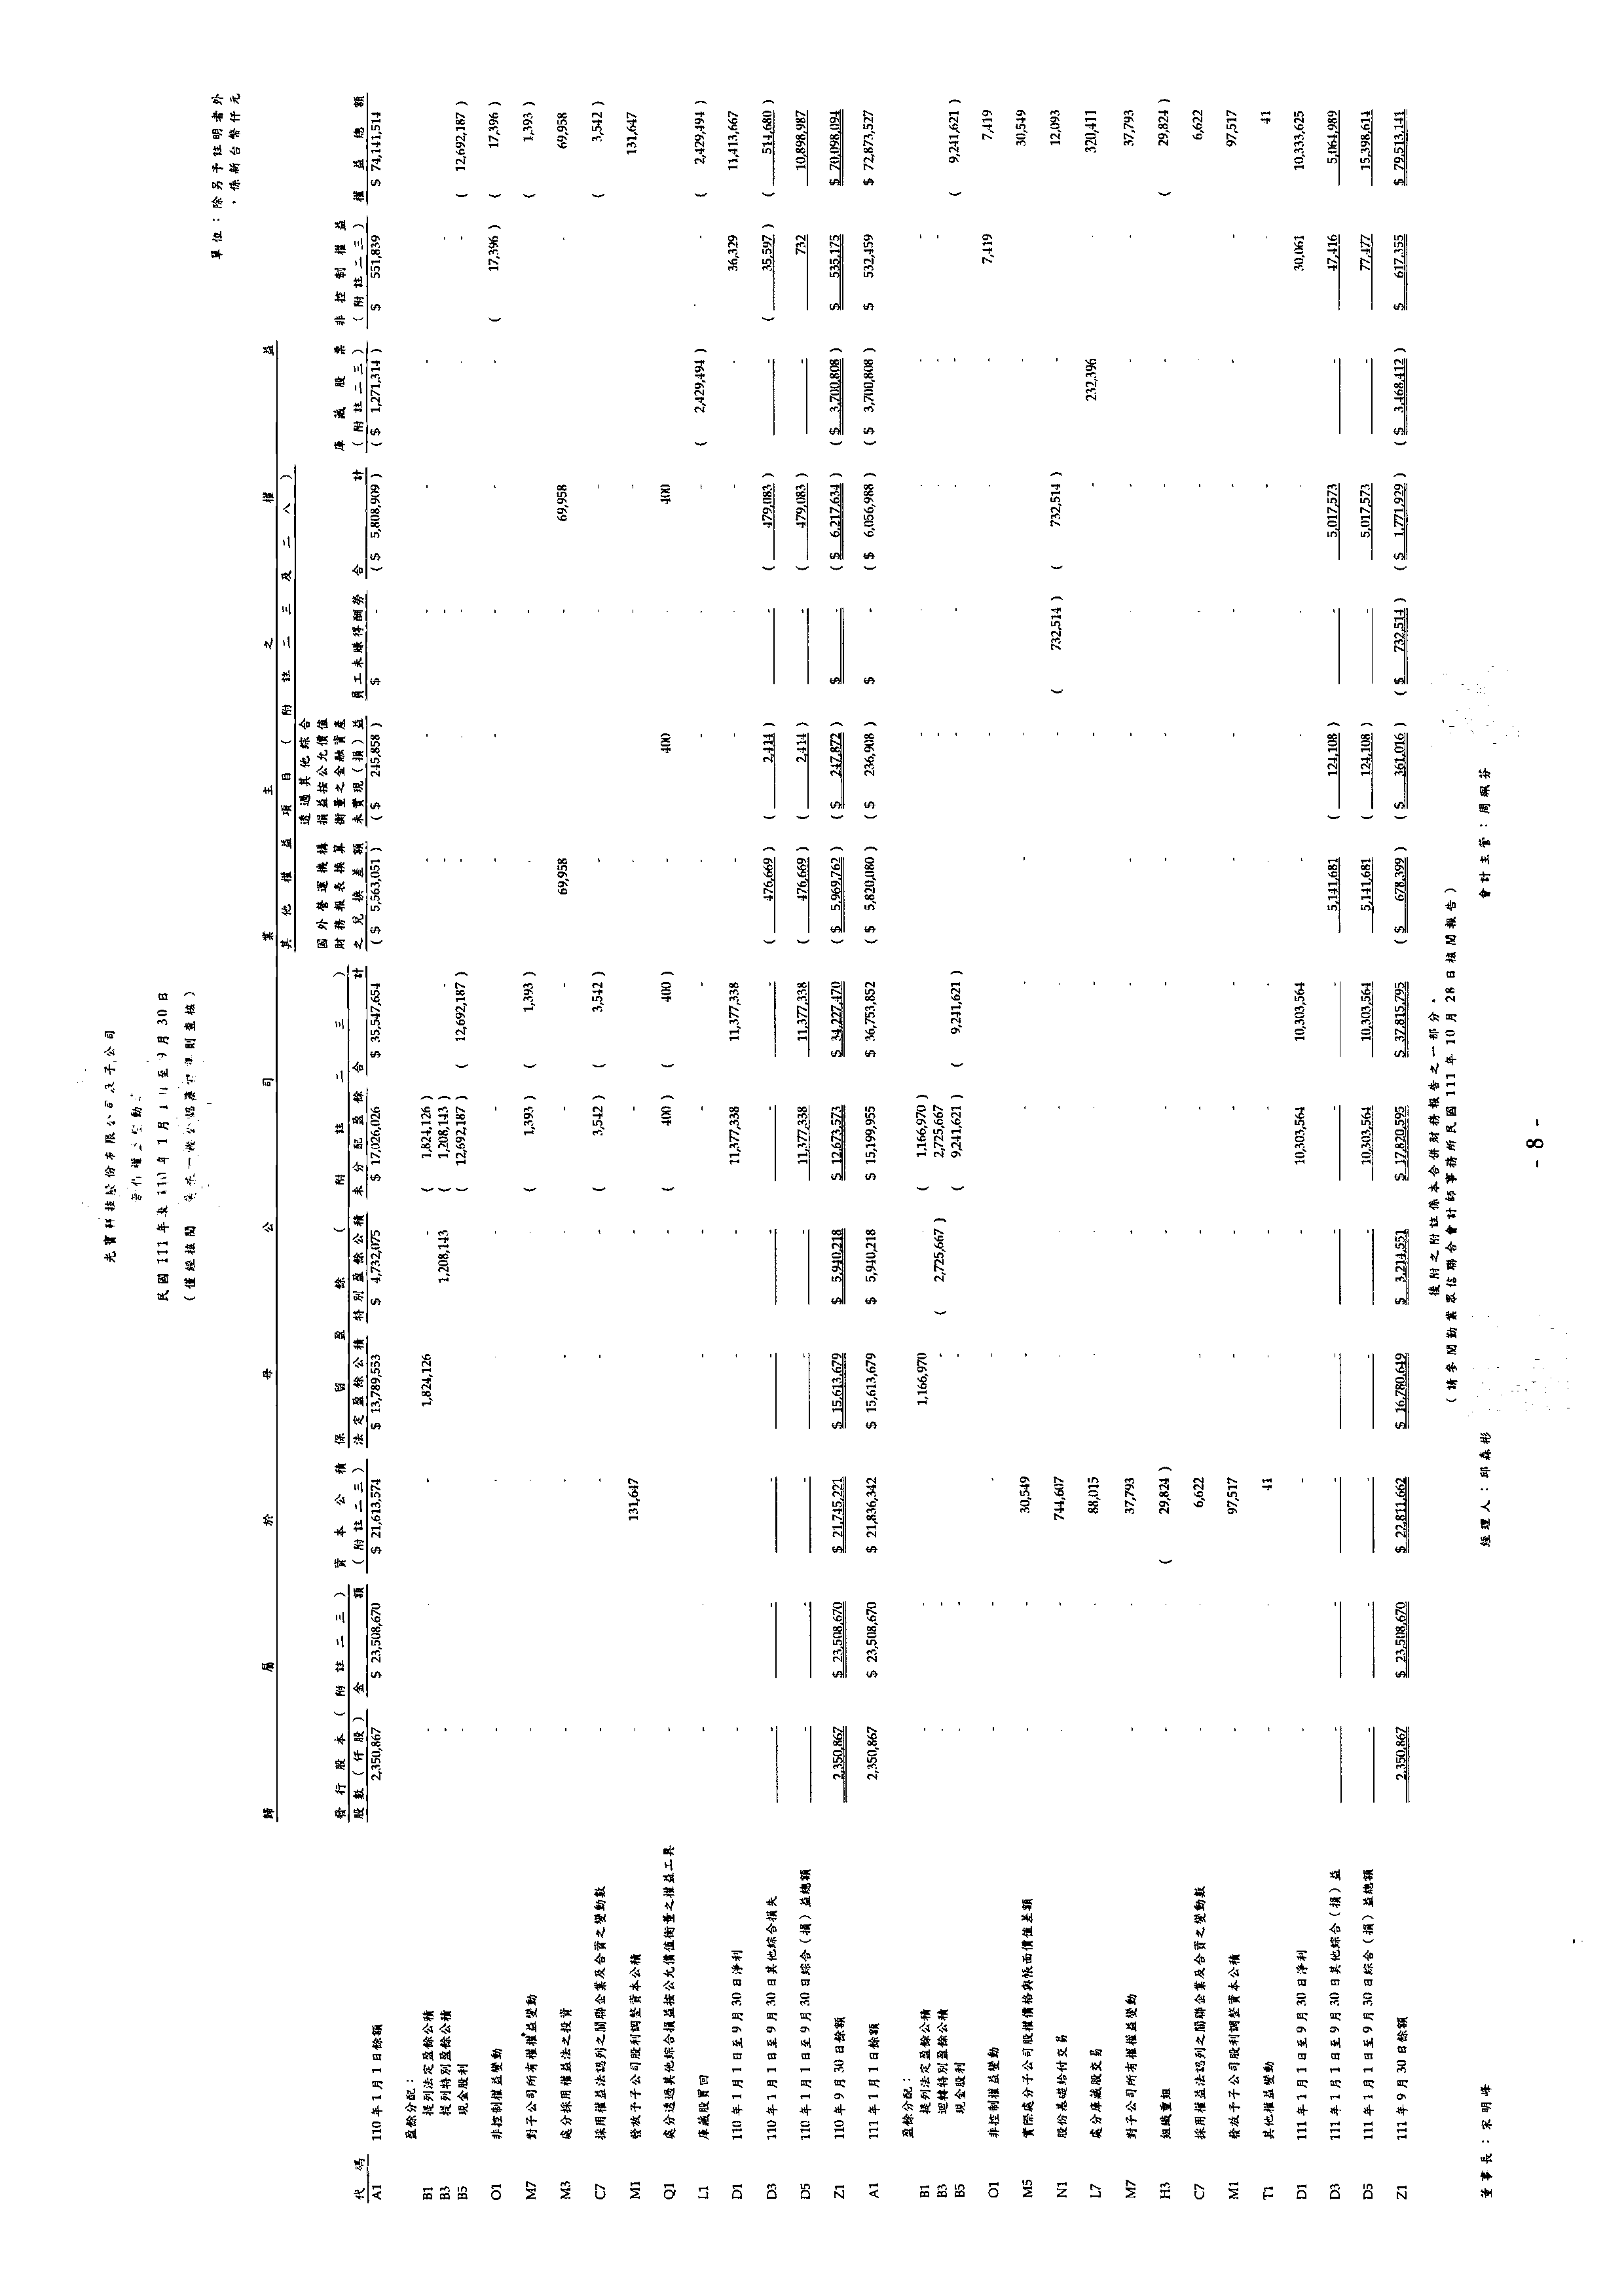 光寶科技股份有限公司及子公司
民國 111 年及 110 年 1 月 1 日至 9 月 30 日
單位：除另予註明者外
，係新台幣仟元
歸 屬 於 母 公 司 業 主 之 權 益
其 他 權 益 項 目 （ 附 註 二 三 及 二 八 ）
透 過 其 他 綜 合
國 外 營 運 機 構 損 益 按 公 允 價 值
發 行 股 本 （ 附 註 二 三 ） 資 本 公 積 保 留 盈 餘 （ 附 註 二 三 ） 財 務 報 表 換 算 衡 量 之 金 融 資 產 庫 藏 股 票 非 控 制 權 益
代 碼 股 數 （ 仟 股 ） 金 額 （ 附 註 二 三 ） 法 定 盈 餘 公 積 特 別 盈 餘 公 積 未 分 配 盈 餘 合 計 之 兌 換 差 額 未 實 現 （ 損 ） 益 員 工 未 賺 得 酬 勞 合 計 （ 附 註 二 三 ） （ 附 註 二 三 ） 權 益 總 額
A1 110 年 1 月 1 日餘額 2,350,867 $ 23,508,670 $ 21,613,574 $ 13,789,553 $ 4,732,075 $ 17,026,026 $ 35,547,654 ( $ 5,563,051 ) ( $ 245,858 ) $ - ( $ 5,808,909 ) ( $ 1,271,314 ) $ 551,839 $ 74,141,514
盈餘分配：
B1 提列法定盈餘公積 - - - 1,824,126 - ( 1,824,126 ) - - - - - - - -
B3 提列特別盈餘公積 - - - - 1,208,143 ( 1,208,143 ) - - - - - - - -
B5 現金股利 - - - - - ( 12,692,187 ) ( 12,692,187 ) - - - - - - ( 12,692,187 )
O1 非控制權益變動 - - - - - - - - - - - - ( 17,396 ) ( 17,396 )
M7 對子公司所有權權益變動 - - - - - ( 1,393 ) ( 1,393 ) - - - - - - ( 1,393 )
M3 處分採用權益法之投資 - - - - - - - 69,958 - - 69,958 - - 69,958
C7 採用權益法認列之關聯企業及合資之變動數 - - - - - ( 3,542 ) ( 3,542 ) - - - - - - ( 3,542 )
M1 發放予子公司股利調整資本公積 - - 131,647 - - - - - - - - - - 131,647
Q1 處分透過其他綜合損益按公允價值衡量之權益工具 - - - - - ( 400 ) ( 400 ) - 400 - 400 - - -
L1 庫藏股買回 - - - - - - - - - - - ( 2,429,494 ) - ( 2,429,494 )
D1 110 年 1 月 1 日至 9 月 30 日淨利 - - - - - 11,377,338 11,377,338 - - - - - 36,329 11,413,667
D3 110 年 1 月 1 日至 9 月 30 日其他綜合損失 - - - - - - - ( 476,669 ) ( 2,414 ) - ( 479,083 ) - ( 35,597 ) ( 514,680 )
D5 110 年 1 月 1 日至 9 月 30 日綜合（損）益總額 - - - - - 11,377,338 11,377,338 ( 476,669 ) ( 2,414 ) - ( 479,083 ) - 732 10,898,987
Z1 110 年 9 月 30 日餘額 2,350,867 $ 23,508,670 $ 21,745,221 $ 15,613,679 $ 5,940,218 $ 12,673,573 $ 34,227,470 ( $ 5,969,762 ) ( $ 247,872 ) $ - ( $ 6,217,634 ) ( $ 3,700,808 ) $ 535,175 $ 70,098,094
A1 111 年 1 月 1 日餘額 2,350,867 $ 23,508,670 $ 21,836,342 $ 15,613,679 $ 5,940,218 $ 15,199,955 $ 36,753,852 ( $ 5,820,080 ) ( $ 236,908 ) $ - ( $ 6,056,988 ) ( $ 3,700,808 ) $ 532,459 $ 72,873,527
盈餘分配：
B1 提列法定盈餘公積 - - - 1,166,970 - ( 1,166,970 ) - - - - - - - -
B3 迴轉特別盈餘公積 - - - - ( 2,725,667 ) 2,725,667 - - - - - - - -
B5 現金股利 - - - - - ( 9,241,621 ) ( 9,241,621 ) - - - - - - ( 9,241,621 )
O1 非控制權益變動 - - - - - - - - - - - - 7,419 7,419
M5 實際處分子公司股權價格與帳面價值差額 - - 30,549 - - - - - - - - - - 30,549
N1 股份基礎給付交易 - - 744,607 - - - - - - ( 732,514 ) ( 732,514 ) - - 12,093
L7 處分庫藏股交易 - - 88,015 - - - - - - - - 232,396 - 320,411
M7 對子公司所有權權益變動 - - 37,793 - - - - - - - - - - 37,793
H3 組織重組 - - ( 29,824 ) - - - - - - - - - - ( 29,824 )
C7 採用權益法認列之關聯企業及合資之變動數 - - 6,622 - - - - - - - - - - 6,622
M1 發放予子公司股利調整資本公積 - - 97,517 - - - - - - - - - - 97,517
T1 其他權益變動 - - 41 - - - - - - - - - - 41
D1 111 年 1 月 1 日至 9 月 30 日淨利 - - - - - 10,303,564 10,303,564 - - - - - 30,061 10,333,625
D3 111 年 1 月 1 日至 9 月 30 日其他綜合（損）益 - - - - - - - 5,141,681 ( 124,108 ) - 5,017,573 - 47,416 5,064,989
D5 111 年 1 月 1 日至 9 月 30 日綜合（損）益總額 - - - - - 10,303,564 10,303,564 5,141,681 ( 124,108 ) - 5,017,573 - 77,477 15,398,614
Z1 111 年 9 月 30 日餘額 2,350,867 $ 23,508,670 $ 22,811,662 $ 16,780,649 $ 3,214,551 $ 17,820,595 $ 37,815,795 ( $ 678,399 ) ( $ 361,016 ) ( $ 732,514 ) ( $ 1,771,929 ) ( $ 3,468,412 ) $ 617,355 $ 79,513,141
後附之附註係本合併財務報告之一部分。
（請參閱勤業眾信聯合會計師事務所民國 111 年 10 月 28 日核閱報告）
董事長：宋明峰 經理人：邱森彬 會計主管：周珮芬
- 8 -